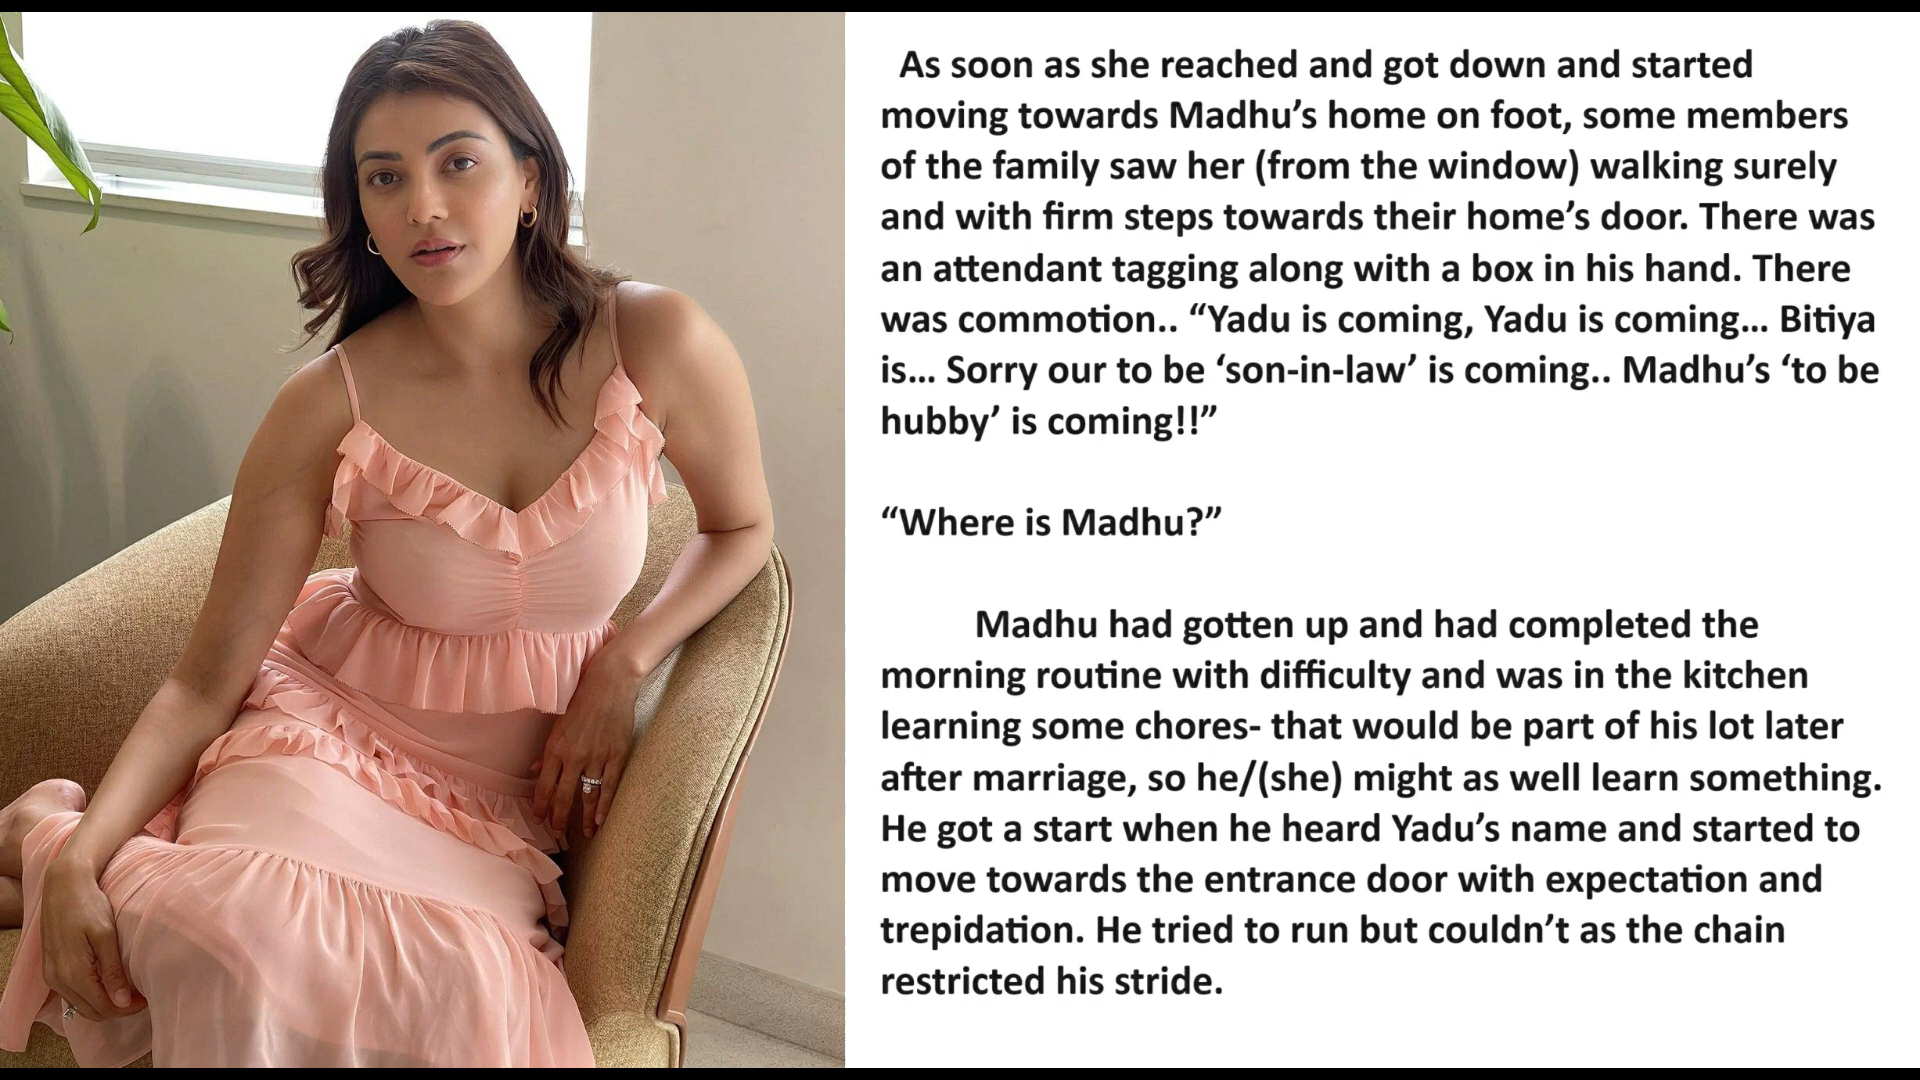 As soon as she reached and got down and started
moving towards Madhu’s home on foot, some members
of the family saw her (from the window) walking surely
and with firm steps towards their home’s door. There was
an attendant tagging along with a box in his hand. There
was commotion.. “Yadu is coming, Yadu is coming... Bitiya
is... Sorry our to be ‘son-in-law’ is coming.. Madhu’s ‘to be
hubby’ is coming!!”
“Where is Madhu?”
Madhu had gotten up and had completed the
morning routine with difficulty and was in the kitchen
learning some chores- that would be part of his lot later
after marriage, so he/(she) might as well learn something.
He got a start when he heard Yadu’s name and started to
move towards the entrance door with expectation and
trepidation. He tried to run but couldn’t as the chain
restricted his stride.